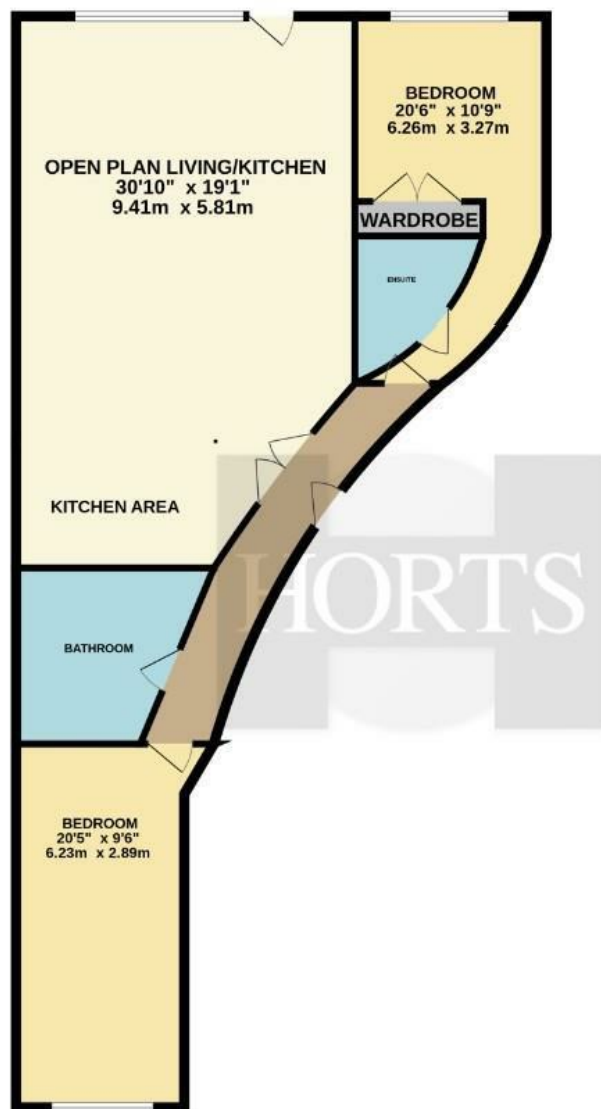 BEDROOM
20'6" x 10'9"
6.26m x 3.27m
OPEN PLAN LIVING/KITCHEN
30'10" x 19'1"
9.41m x 5.81m
WARDROBE
ENSUITE
KITCHEN AREA
HORTS
BATHROOM
BEDROOM
20'5" x 9'6"
6.23m x 2.89m